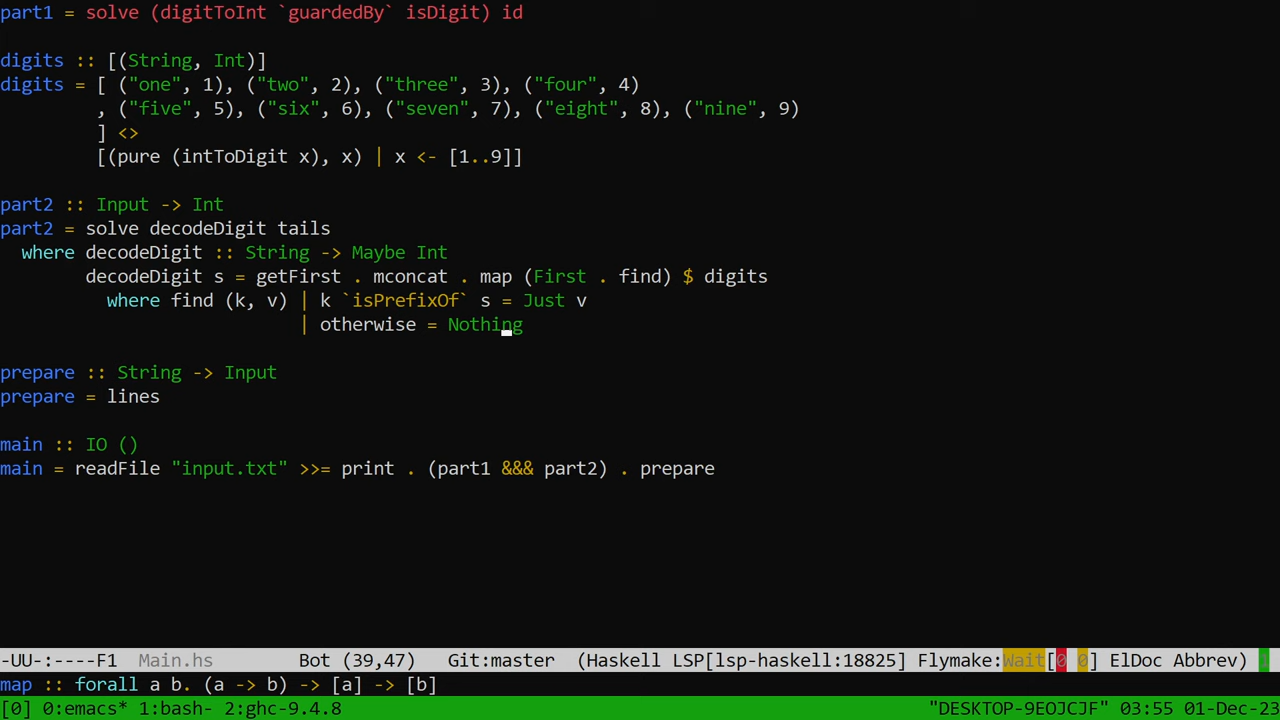 part1 = solve (digitToInt `guardedBy` isDigit) id
digits :: [(String, Int)]
digits = [ ("one", 1), ("two", 2), ("three", 3), ("four", 4)
         , ("five", 5), ("six", 6), ("seven", 7), ("eight", 8), ("nine", 9)
         ] <>
         [(pure (intToDigit x), x) | x <- [1..9]]
part2 :: Input -> Int
part2 = solve decodeDigit tails
  where decodeDigit :: String -> Maybe Int
        decodeDigit s = getFirst . mconcat . map (First . find) $ digits
          where find (k, v) | k `isPrefixOf` s = Just v
                            | otherwise = Nothing
prepare :: String -> Input
prepare = lines
main :: IO ()
main = readFile "input.txt" >>= print . (part1 &&& part2) . prepare
-UU-:----F1  Main.hs        Bot (39,47)   Git:master  (Haskell LSP[lsp-haskell:18825] Flymake:Wait[0 0] ElDoc Abbrev)
map :: forall a b. (a -> b) -> [a] -> [b]
[0] 0:emacs* 1:bash- 2:ghc-9.4.8 "DESKTOP-9EOJCJF" 03:55 01-Dec-23